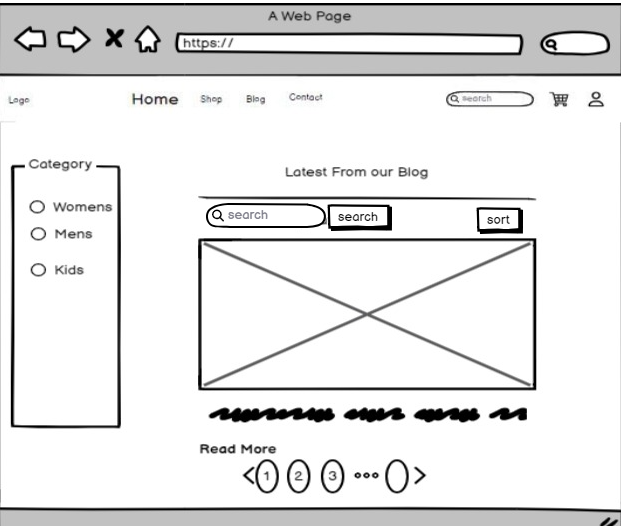 A Web Page
https://
Logo Home Shop Blog Contact search
Category
Womens
Mens
Kids
Latest From our Blog
search search sort
Read More
1 2 3